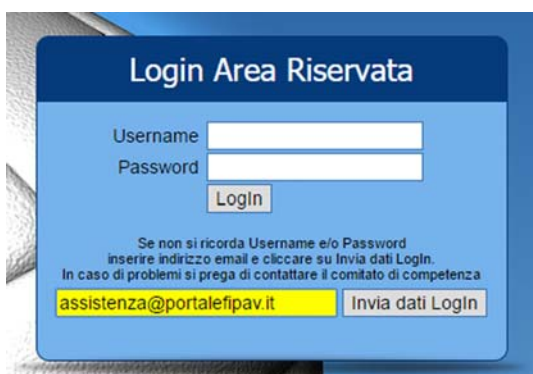 Login Area Riservata
Username
Password
LogIn
Se non si ricorda Username e/o Password
inserire indirizzo email e cliccare su Invia dati LogIn.
In caso di problemi si prega di contattare il comitato di competenza
assistenza@portalefipav.it Invia dati LogIn